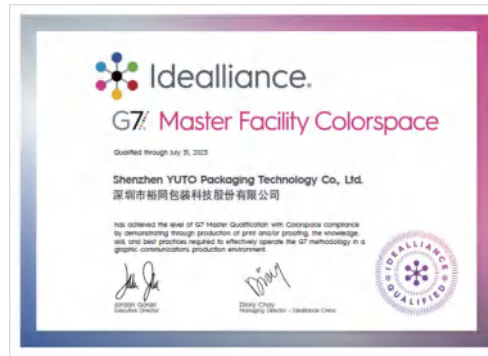 Idealliance.
G7 Master Facility Colorspace
Qualified through July 31, 2023
Shenzhen YUTO Packaging Technology Co., Ltd.
深圳市裕同包装科技股份有限公司
has achieved the level of G7 Master Qualification with Colorspace compliance
by demonstrating through production of print and/or proofing, the knowledge,
skill, and best practices required to effectively operate the G7 methodology in a
graphic communications production environment.
Jordan Gorski
Executive Director
Dilory Choy
Managing Director – Idealliance China
IDEALLIANCE
QUALIFIED